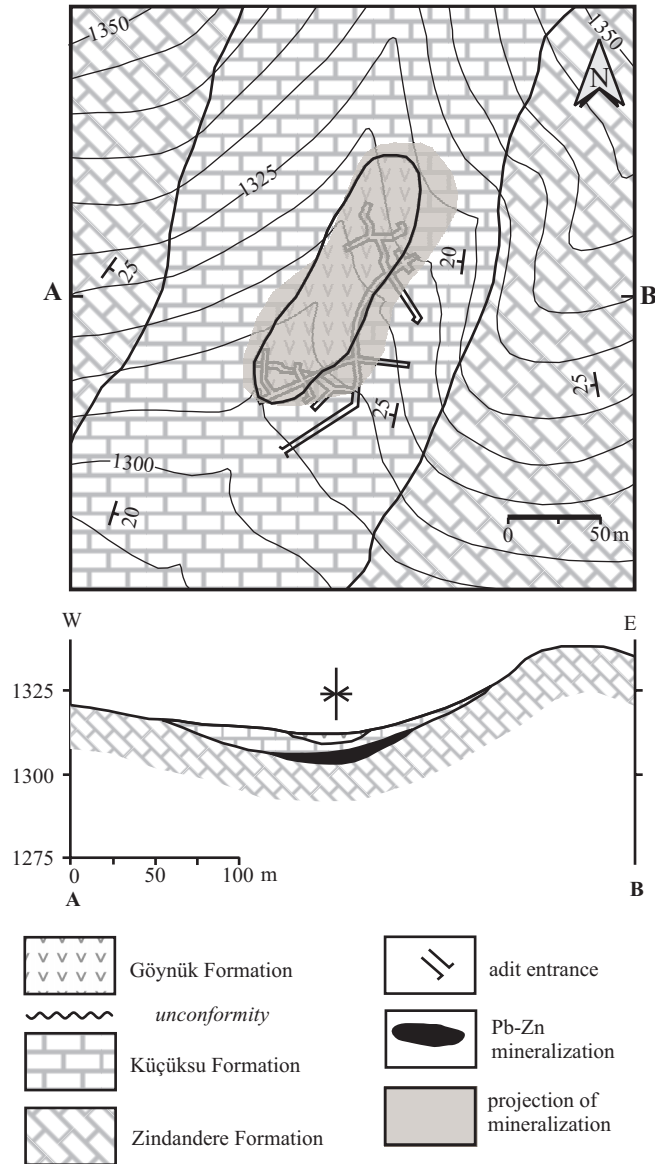 1350
1350
N
1325
25
20
A
B
25
25
1300
20
0
50 m
W
E
1325
1300
1275
0
50
100
m
A
B
Göynük Formation
adit entrance
unconformity
Pb-Zn
mineralization
Küçüksu Formation
projection of
mineralization
Zindandere Formation